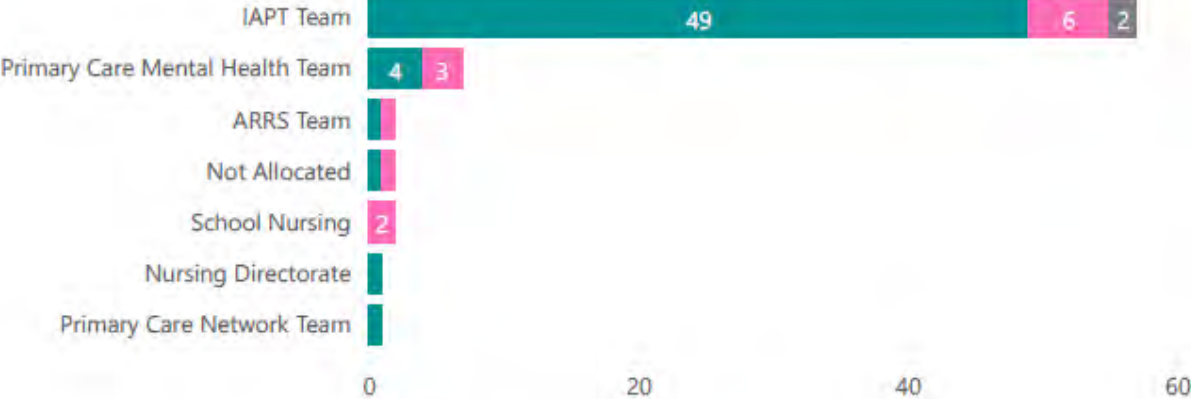 IAPT Team 49 6 2
Primary Care Mental Health Team 4 3
ARRS Team
Not Allocated
School Nursing 2
Nursing Directorate
Primary Care Network Team
0 20 40 60